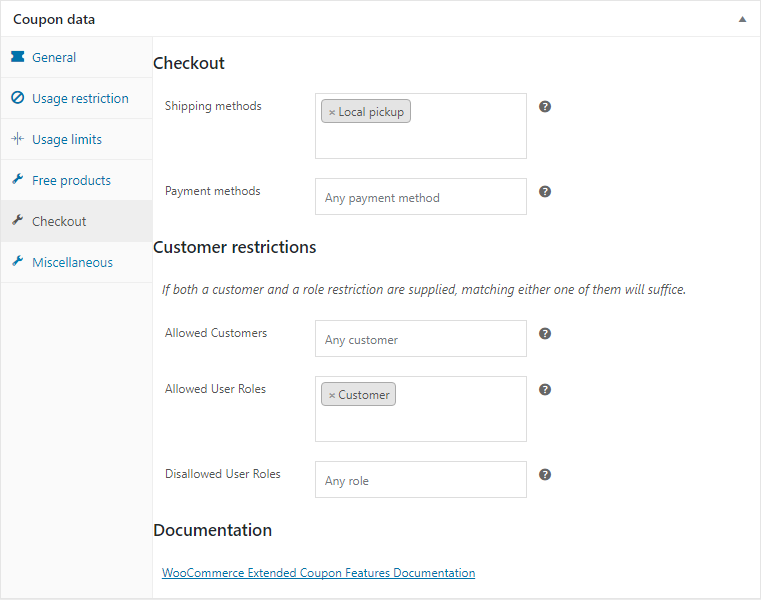 Coupon data
General
Usage restriction
Usage limits
Free products
Checkout
Miscellaneous
Checkout
Shipping methods
× Local pickup
Payment methods
Any payment method
Customer restrictions
If both a customer and a role restriction are supplied, matching either one of them will suffice.
Allowed Customers
Any customer
Allowed User Roles
× Customer
Disallowed User Roles
Any role
Documentation
WooCommerce Extended Coupon Features Documentation